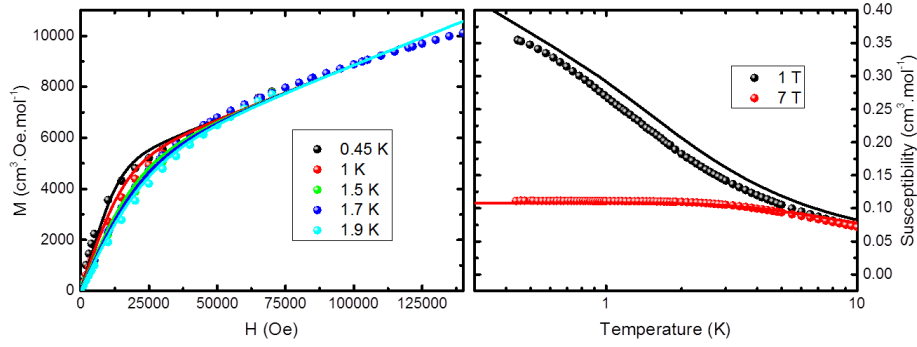 10000
8000
6000
4000
2000
0
M (cm³.Oe.mol⁻¹)
0.45 K
1 K
1.5 K
1.7 K
1.9 K
0 25000 50000 75000 100000 125000
H (Oe)
1 T
7 T
0.40
0.35
0.30
0.25
0.20
0.15
0.10
0.05
0.00
Susceptibility (cm³.mol⁻¹)
1 10
Temperature (K)